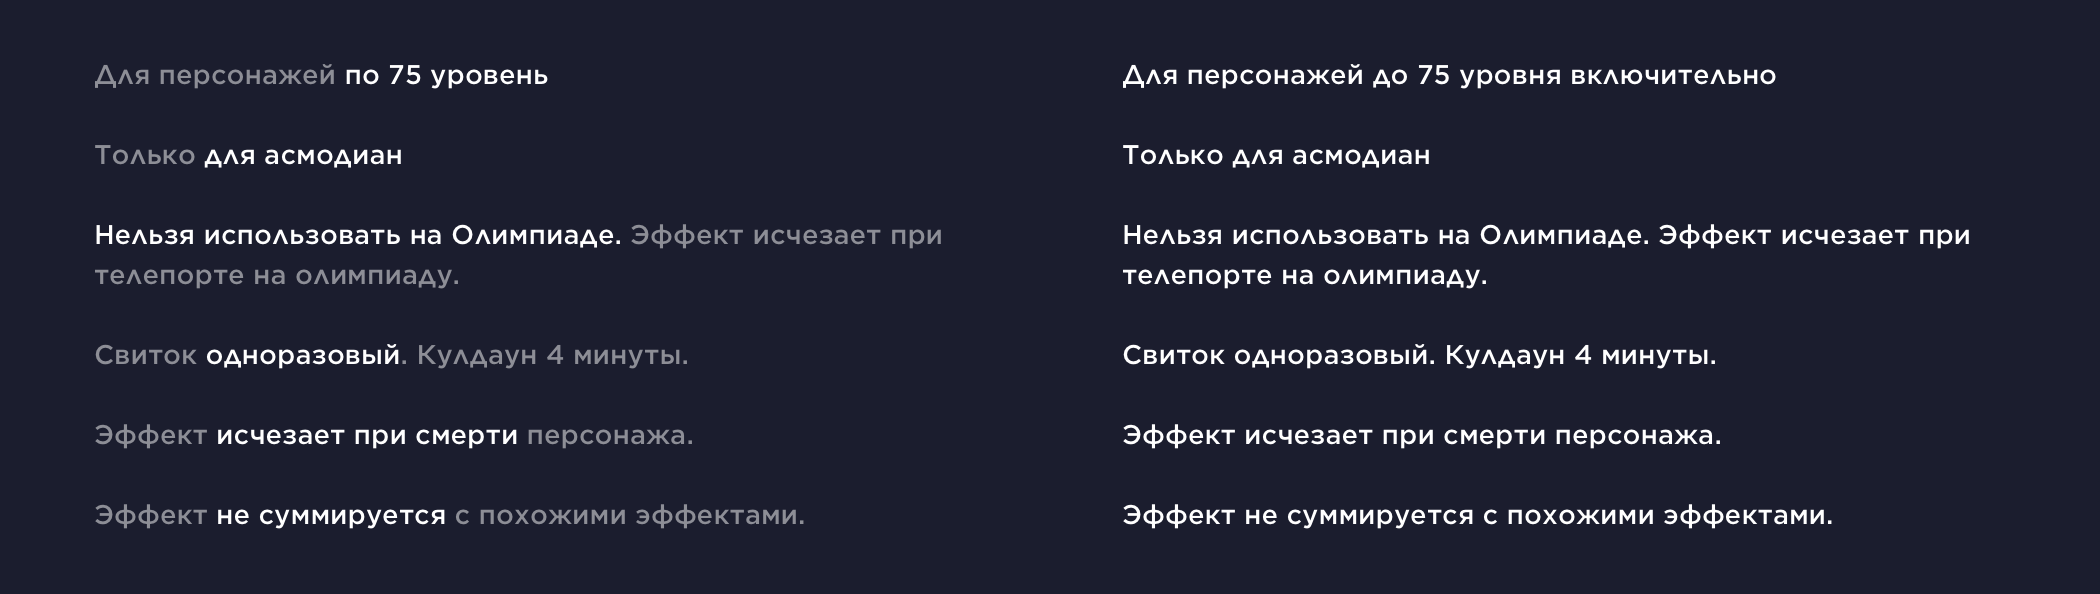 Для персонажей по 75 уровень
Только для асмодиан
Нельзя использовать на Олимпиаде. Эффект исчезает при
телепорте на олимпиаду.
Свиток одноразовый. Кулдаун 4 минуты.
Эффект исчезает при смерти персонажа.
Эффект не суммируется с похожими эффектами.
Для персонажей до 75 уровня включительно
Только для асмодиан
Нельзя использовать на Олимпиаде. Эффект исчезает при
телепорте на олимпиаду.
Свиток одноразовый. Кулдаун 4 минуты.
Эффект исчезает при смерти персонажа.
Эффект не суммируется с похожими эффектами.